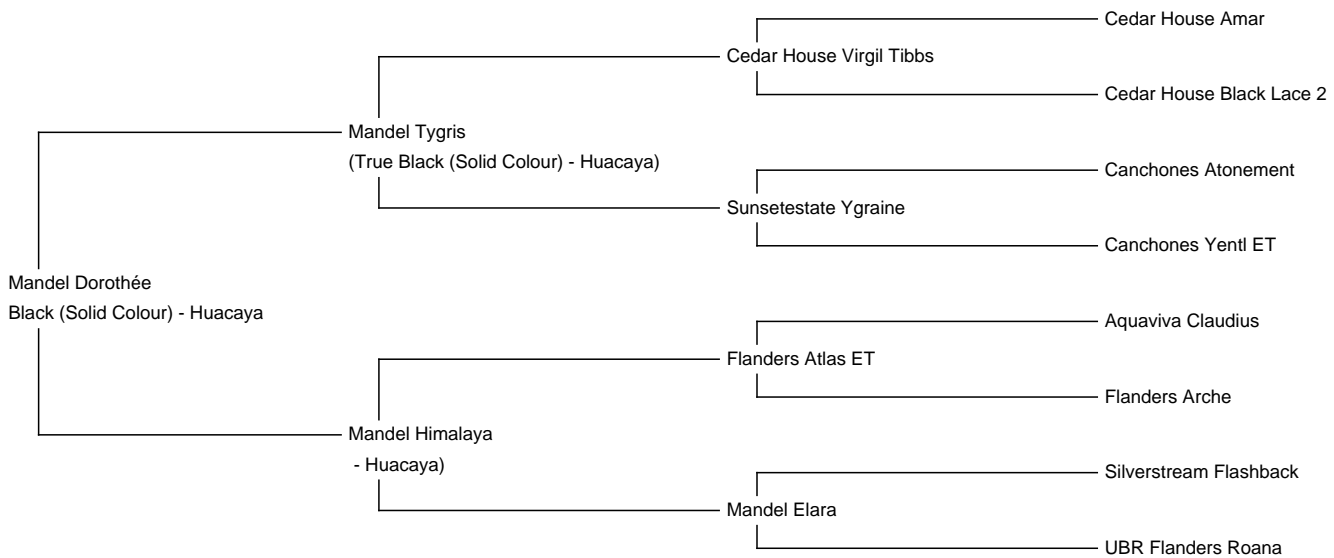 Cedar House Amar
Cedar House Virgil Tibbs
Cedar House Black Lace 2
Mandel Tygris
(True Black (Solid Colour) - Huacaya)
Canchones Atonement
Sunsetestate Ygraine
Canchones Yentl ET
Mandel Dorothée
Black (Solid Colour) - Huacaya
Aquaviva Claudius
Flanders Atlas ET
Flanders Arche
Mandel Himalaya
- Huacaya)
Silverstream Flashback
Mandel Elara
UBR Flanders Roana